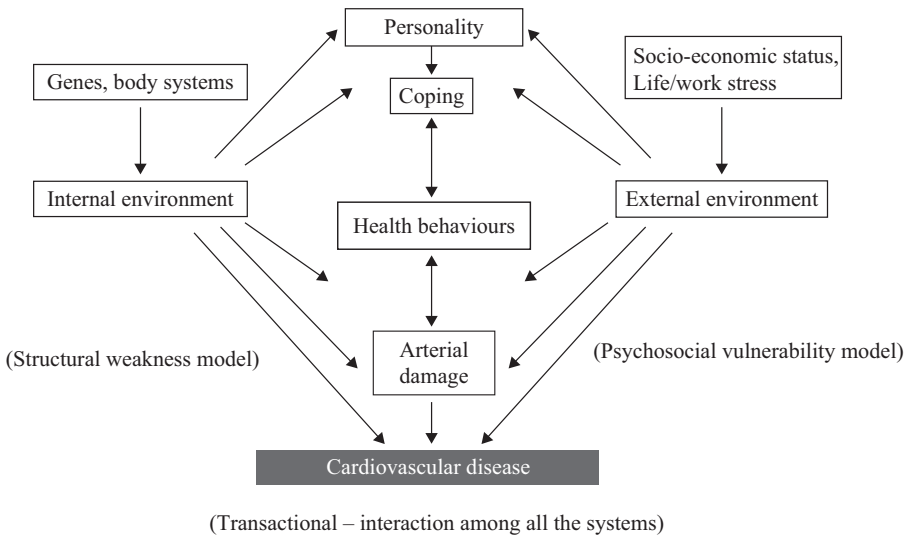 Personality
Socio-economic status,
Life/work stress
Genes, body systems
Coping
Internal environment
External environment
Health behaviours
(Structural weakness model)
Arterial
damage
(Psychosocial vulnerability model)
Cardiovascular disease
(Transactional – interaction among all the systems)